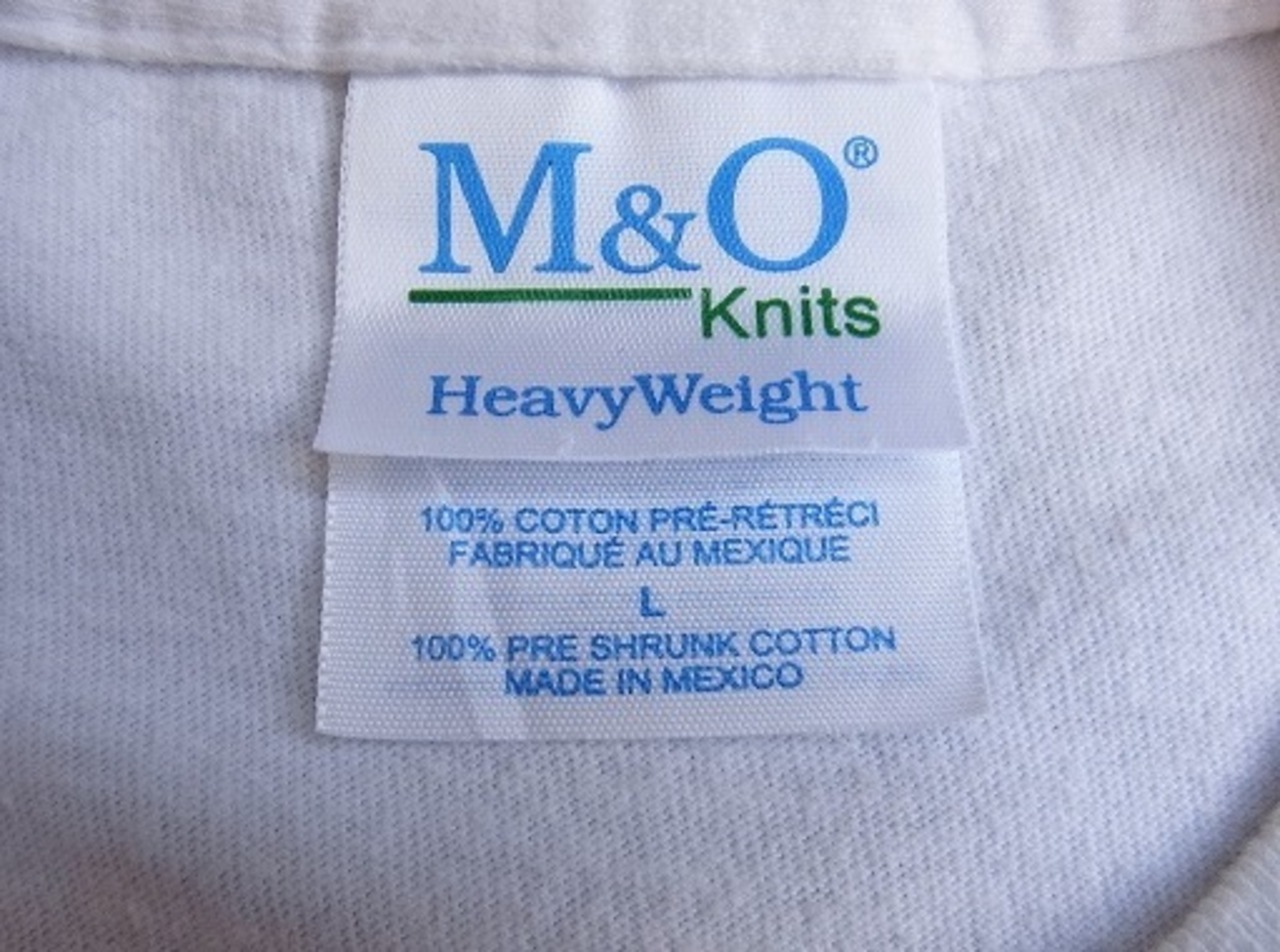 M&O®
Knits
HeavyWeight
100% COTON PRÉ-RÉTRÉCI
FABRIQUÉ AU MEXIQUE
L
100% PRE SHRUNK COTTON
MADE IN MEXICO